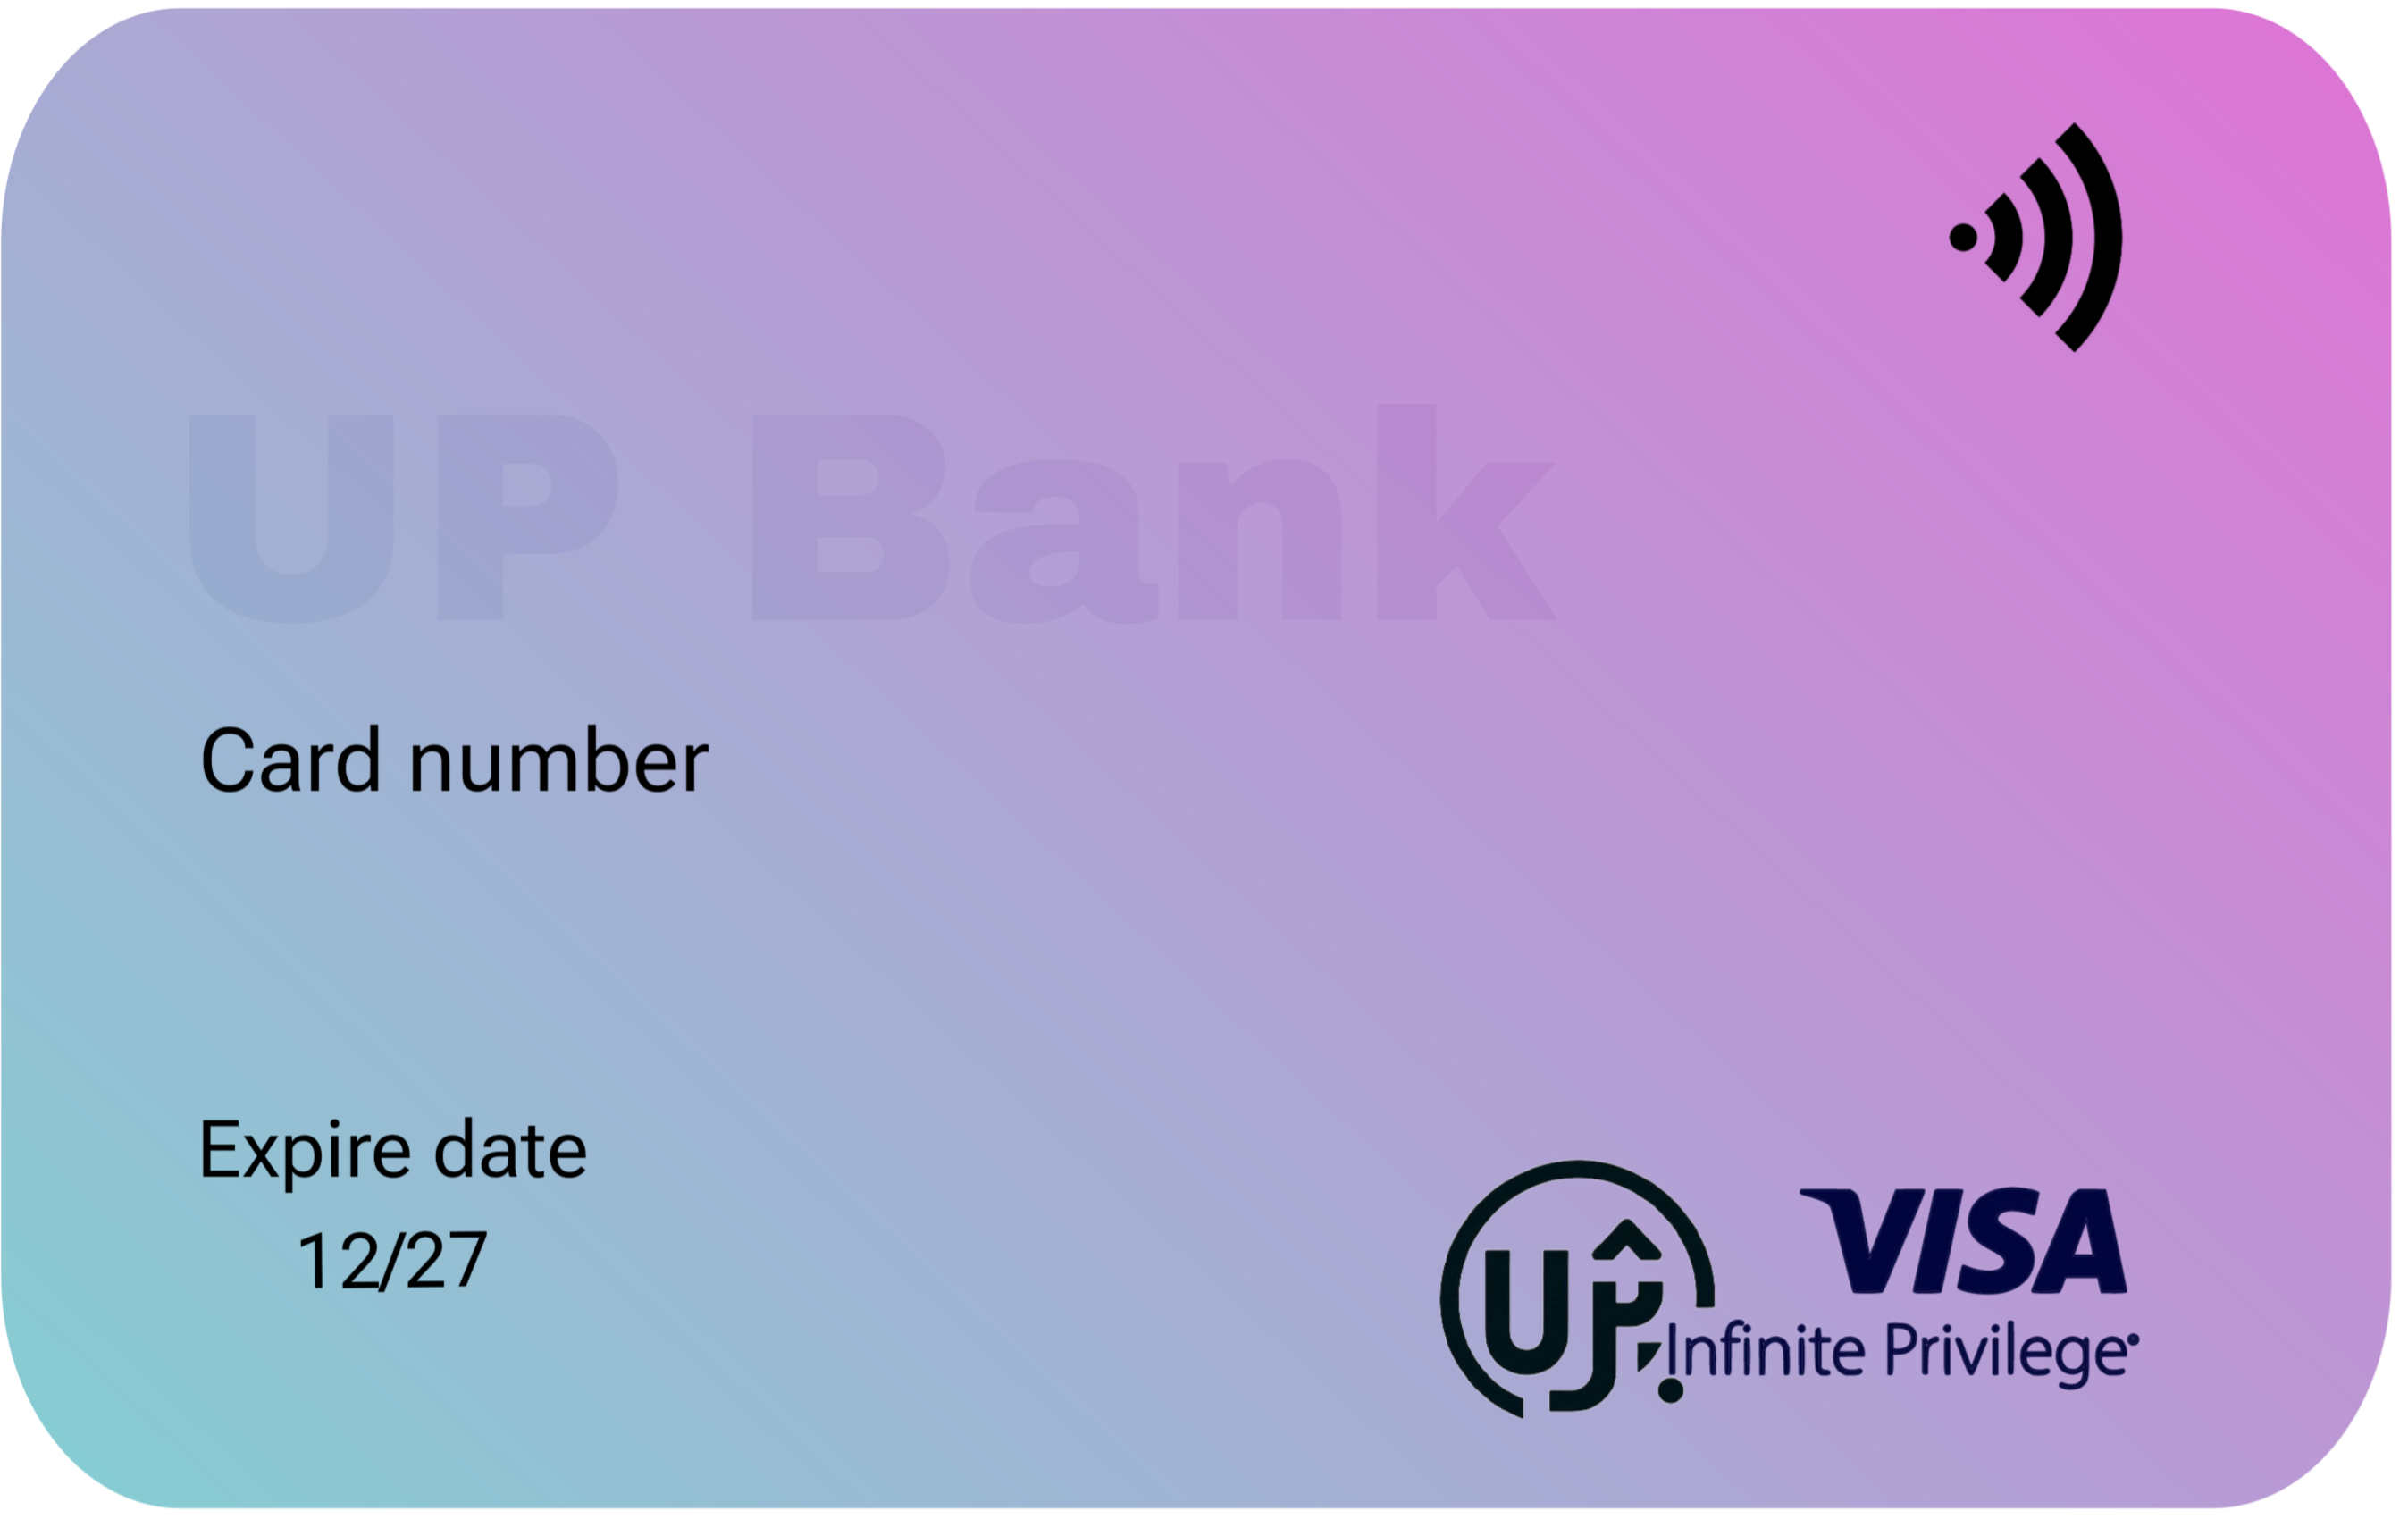 UP Bank
Card number
Expire date
12/27
UP
VISA
Infinite Privilege